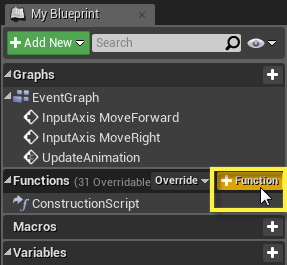 My Blueprint
Add New Search
Graphs
EventGraph
InputAxis MoveForward
InputAxis MoveRight
UpdateAnimation
Functions (31 Overridable Override + Function
ConstructionScript
Macros
Variables